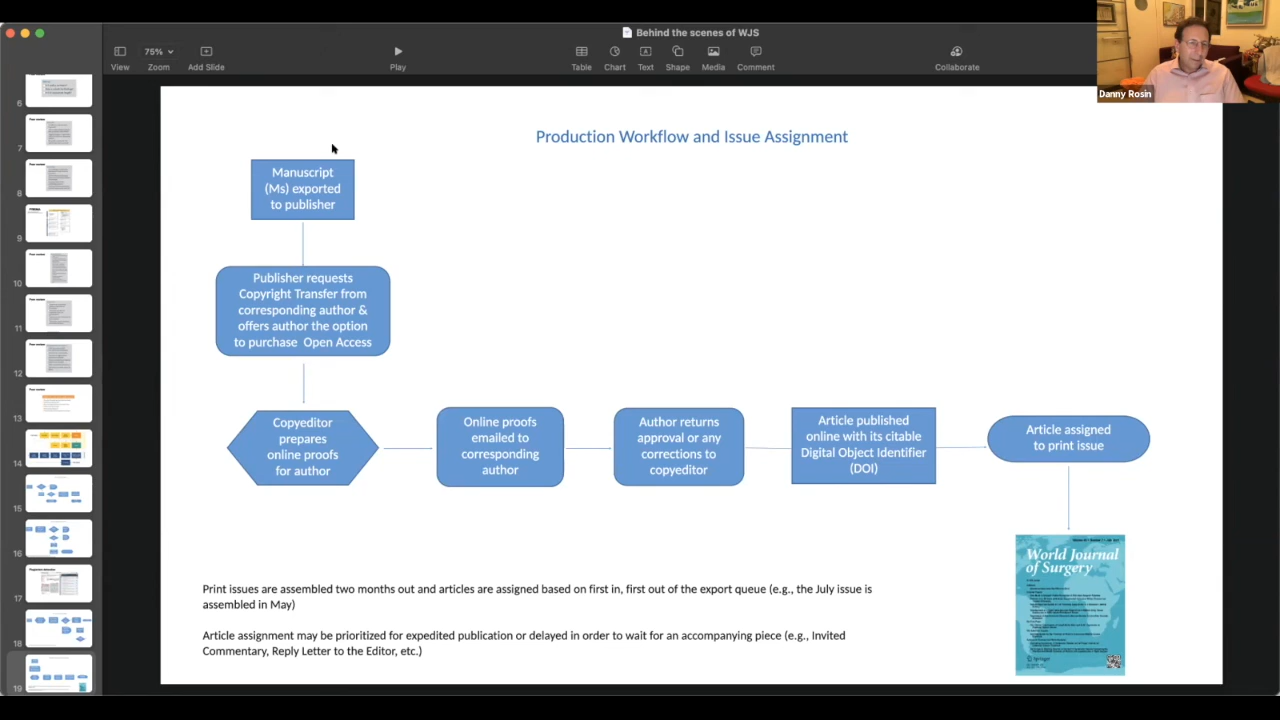 Behind the scenes of WJS
75%
View
Zoom
Add Slide
Play
Table
Chart
Text
Shape
Media
Comment
Collaborate
Danny Rosin
6
7
8
9
10
11
12
13
14
15
16
17
18
19
Production Workflow and Issue Assignment
Manuscript
(Ms) exported
to publisher
Publisher requests
Copyright Transfer from
corresponding author &
offers author the option
to purchase Open Access
Copyeditor
prepares
online proofs
for author
Online proofs
emailed to
corresponding
author
Author returns
approval or any
corrections to
copyeditor
Article published
online with its citable
Digital Object Identifier
(DOI)
Article assigned
to print issue
World Journal
of Surgery
Springer
Print issues are assembled two months out and articles are assigned based on first in, first out of the export queue (e.g., the July issue is
assembled in May)
Article assignment may be prioritized for expedited publication or delayed in order to wait for an accompanying piece (e.g., Invited
Commentary, Reply Letter to the Editor, etc.)